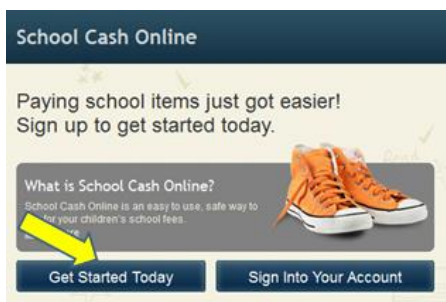 School Cash Online
Paying school items just got easier!
Sign up to get started today.
What is School Cash Online?
School Cash Online is an easy to use, safe way to
for your children's school fees.
Get Started Today
Sign Into Your Account